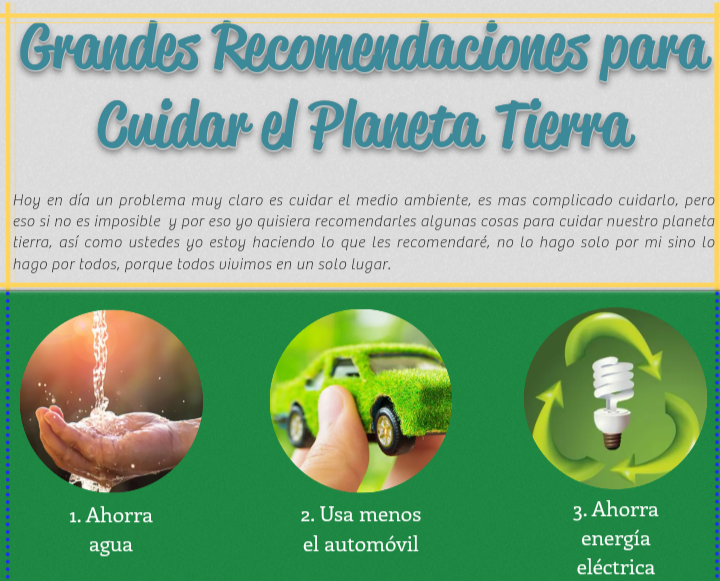 Grandes Recomendaciones para
Cuidar el Planeta Tierra
Hoy en día un problema muy claro es cuidar el medio ambiente, es mas complicado cuidarlo, pero
eso si no es imposible y por eso yo quisiera recomendarles algunas cosas para cuidar nuestro planeta
tierra, así como ustedes yo estoy haciendo lo que les recomendaré, no lo hago solo por mi sino lo
hago por todos, porque todos vivimos en un solo lugar.
1. Ahorra
agua
2. Usa menos
el automóvil
3. Ahorra
energía
eléctrica